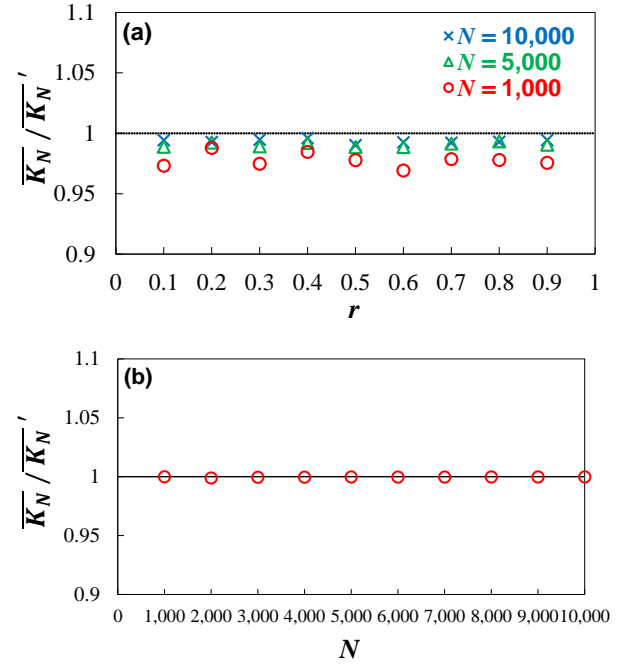 (a)
× N = 10,000
△ N = 5,000
○ N = 1,000
1.1
1.05
1
0.95
0.9
K_N / K_N′
0 0.1 0.2 0.3 0.4 0.5 0.6 0.7 0.8 0.9 1
r
(b)
1.1
1.05
1
0.95
0.9
K_N / K_N′
0 1,000 2,000 3,000 4,000 5,000 6,000 7,000 8,000 9,000 10,000
N